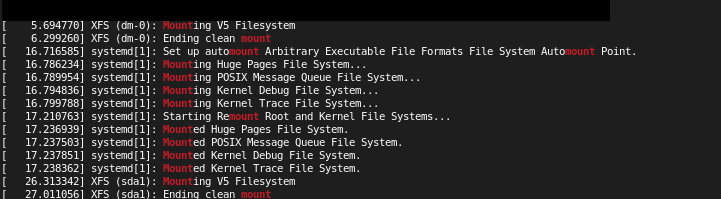 [    5.694770] XFS (dm-0): Mounting V5 Filesystem
[    6.299260] XFS (dm-0): Ending clean mount
[   16.716585] systemd[1]: Set up automount Arbitrary Executable File Formats File System Automount Point.
[   16.786234] systemd[1]: Mounting Huge Pages File System...
[   16.789954] systemd[1]: Mounting POSIX Message Queue File System...
[   16.794836] systemd[1]: Mounting Kernel Debug File System...
[   16.799788] systemd[1]: Mounting Kernel Trace File System...
[   17.210763] systemd[1]: Starting Remount Root and Kernel File Systems...
[   17.236939] systemd[1]: Mounted Huge Pages File System.
[   17.237503] systemd[1]: Mounted POSIX Message Queue File System.
[   17.237851] systemd[1]: Mounted Kernel Debug File System.
[   17.238362] systemd[1]: Mounted Kernel Trace File System.
[   26.313342] XFS (sda1): Mounting V5 Filesystem
[   27.011056] XFS (sda1): Ending clean mount